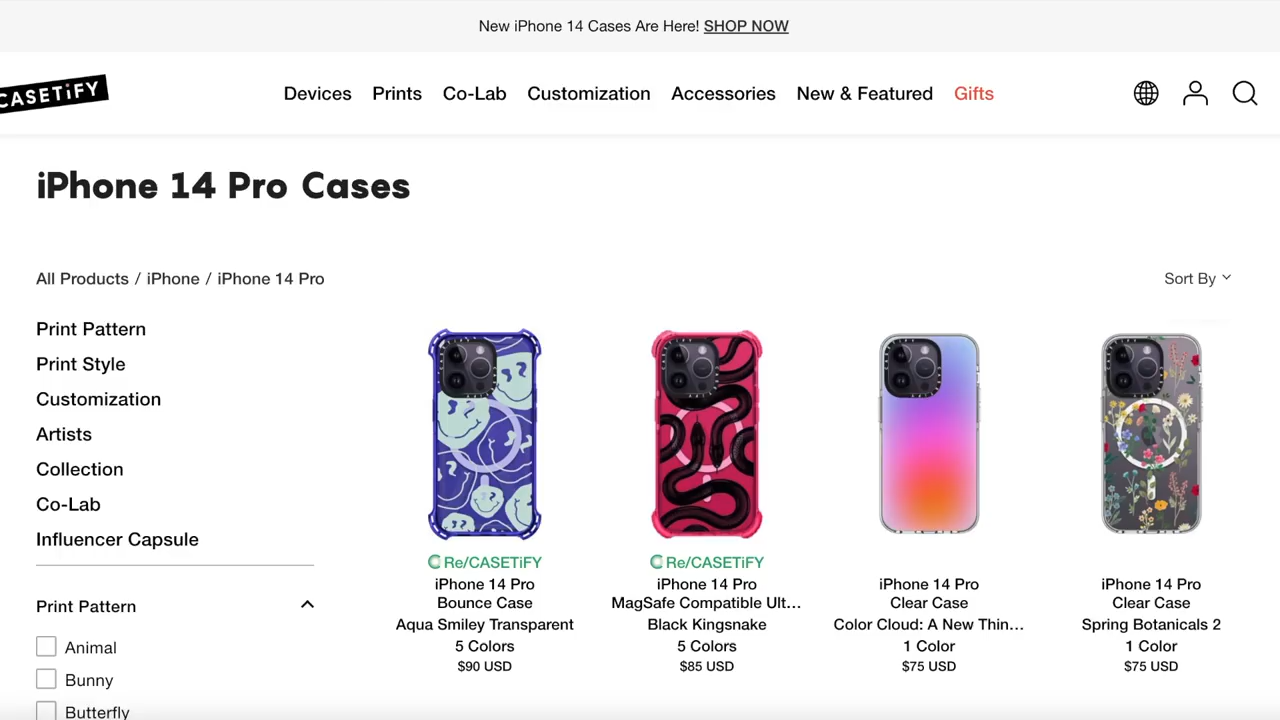 New iPhone 14 Cases Are Here! SHOP NOW
CASETiFY
Devices Prints Co-Lab Customization Accessories New & Featured Gifts
iPhone 14 Pro Cases
All Products / iPhone / iPhone 14 Pro
Sort By
Print Pattern
Print Style
Customization
Artists
Collection
Co-Lab
Influencer Capsule
Print Pattern
Animal
Bunny
Butterfly
Re/CASETiFY
iPhone 14 Pro
Bounce Case
Aqua Smiley Transparent
5 Colors
$90 USD
Re/CASETiFY
iPhone 14 Pro
MagSafe Compatible Ult...
Black Kingsnake
5 Colors
$85 USD
iPhone 14 Pro
Clear Case
Color Cloud: A New Thin...
1 Color
$75 USD
iPhone 14 Pro
Clear Case
Spring Botanicals 2
1 Color
$75 USD